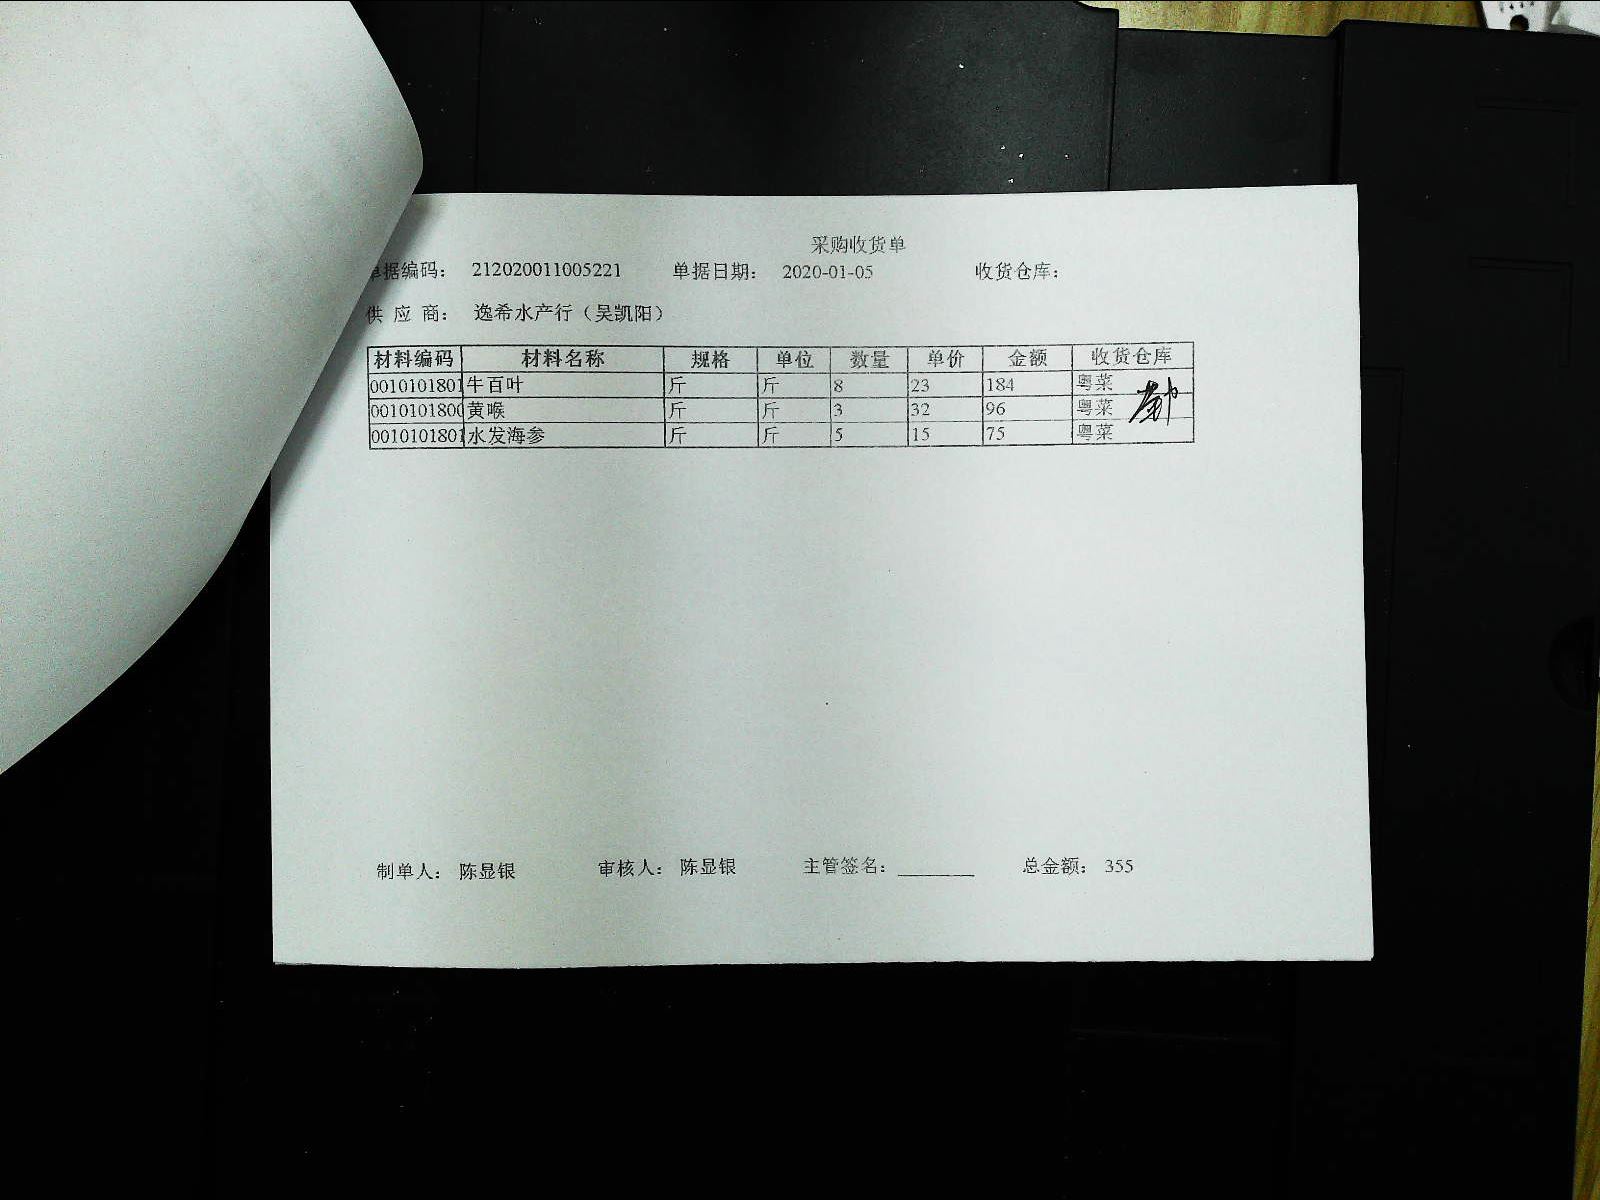 采购收货单
单据编码： 212020011005221 单据日期： 2020-01-05 收货仓库：
供 应 商： 逸希水产行（吴凯阳）
材料编码 材料名称 规格 单位 数量 单价 金额 收货仓库
0010101801 牛百叶 斤 斤 8 23 184 粤菜
0010101800 黄喉 斤 斤 3 32 96 粤菜
0010101801 水发海参 斤 斤 5 15 75 粤菜
制单人： 陈显银 审核人： 陈显银 主管签名：________ 总金额： 355